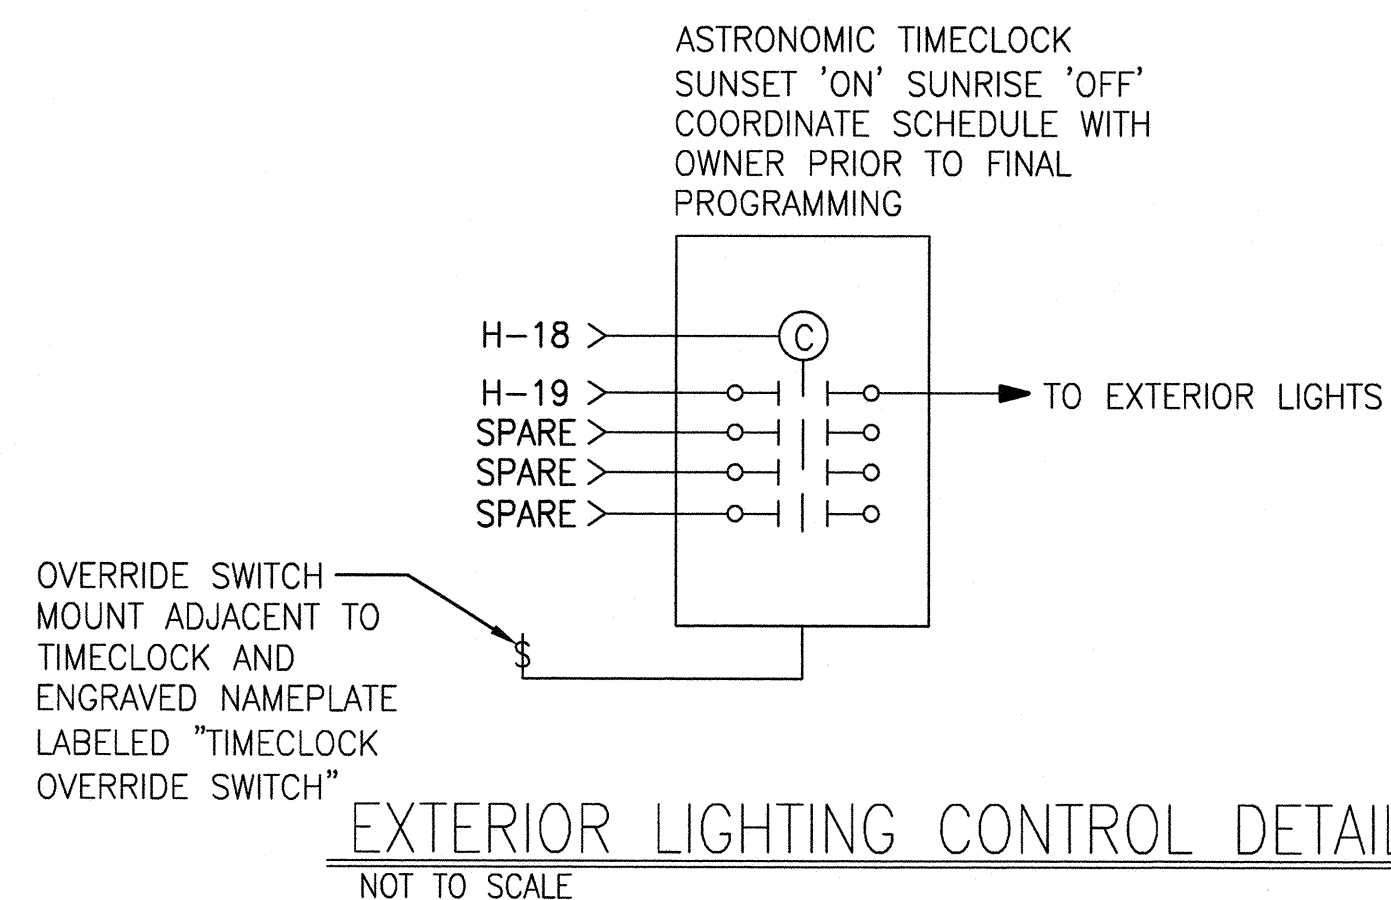 ASTRONOMIC TIMECLOCK
SUNSET 'ON' SUNRISE 'OFF'
COORDINATE SCHEDULE WITH
OWNER PRIOR TO FINAL
PROGRAMMING
H-18
C
H-19
TO EXTERIOR LIGHTS
SPARE
SPARE
SPARE
OVERRIDE SWITCH
MOUNT ADJACENT TO
TIMECLOCK AND
ENGRAVED NAMEPLATE
LABELED "TIMECLOCK
OVERRIDE SWITCH"
$
EXTERIOR LIGHTING CONTROL DETAIL
NOT TO SCALE